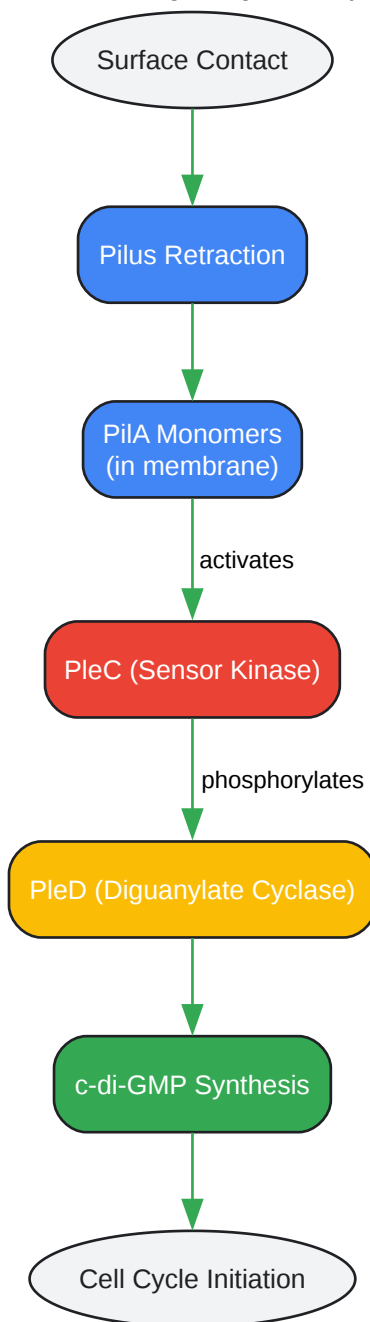 Surface Contact
Pilus Retraction
PilA Monomers
(in membrane)
activates
PleC (Sensor Kinase)
phosphorylates
PleD (Diguanylate Cyclase)
c-di-GMP Synthesis
Cell Cycle Initiation